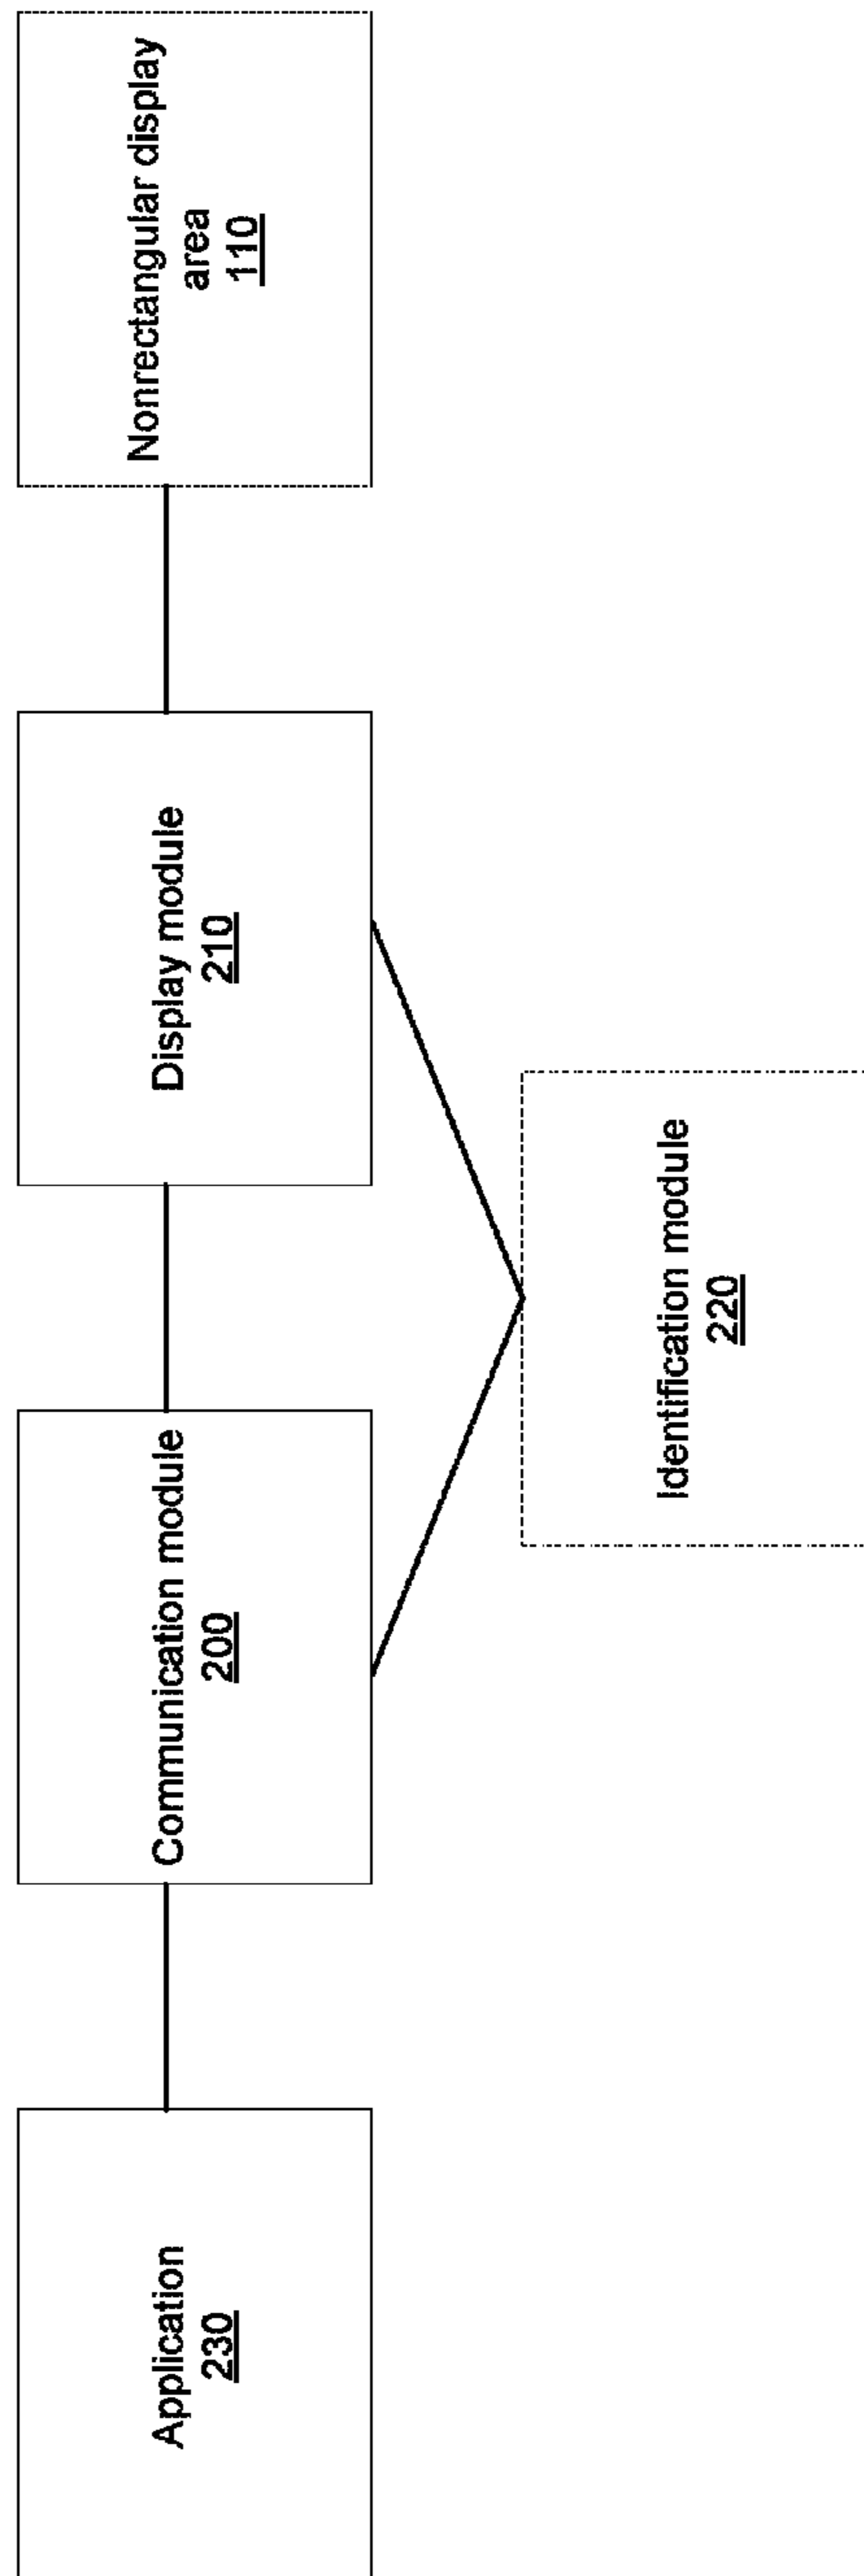 Application
230
Communication module
200
Display module
210
Nonrectangular display
area
110
Identification module
220